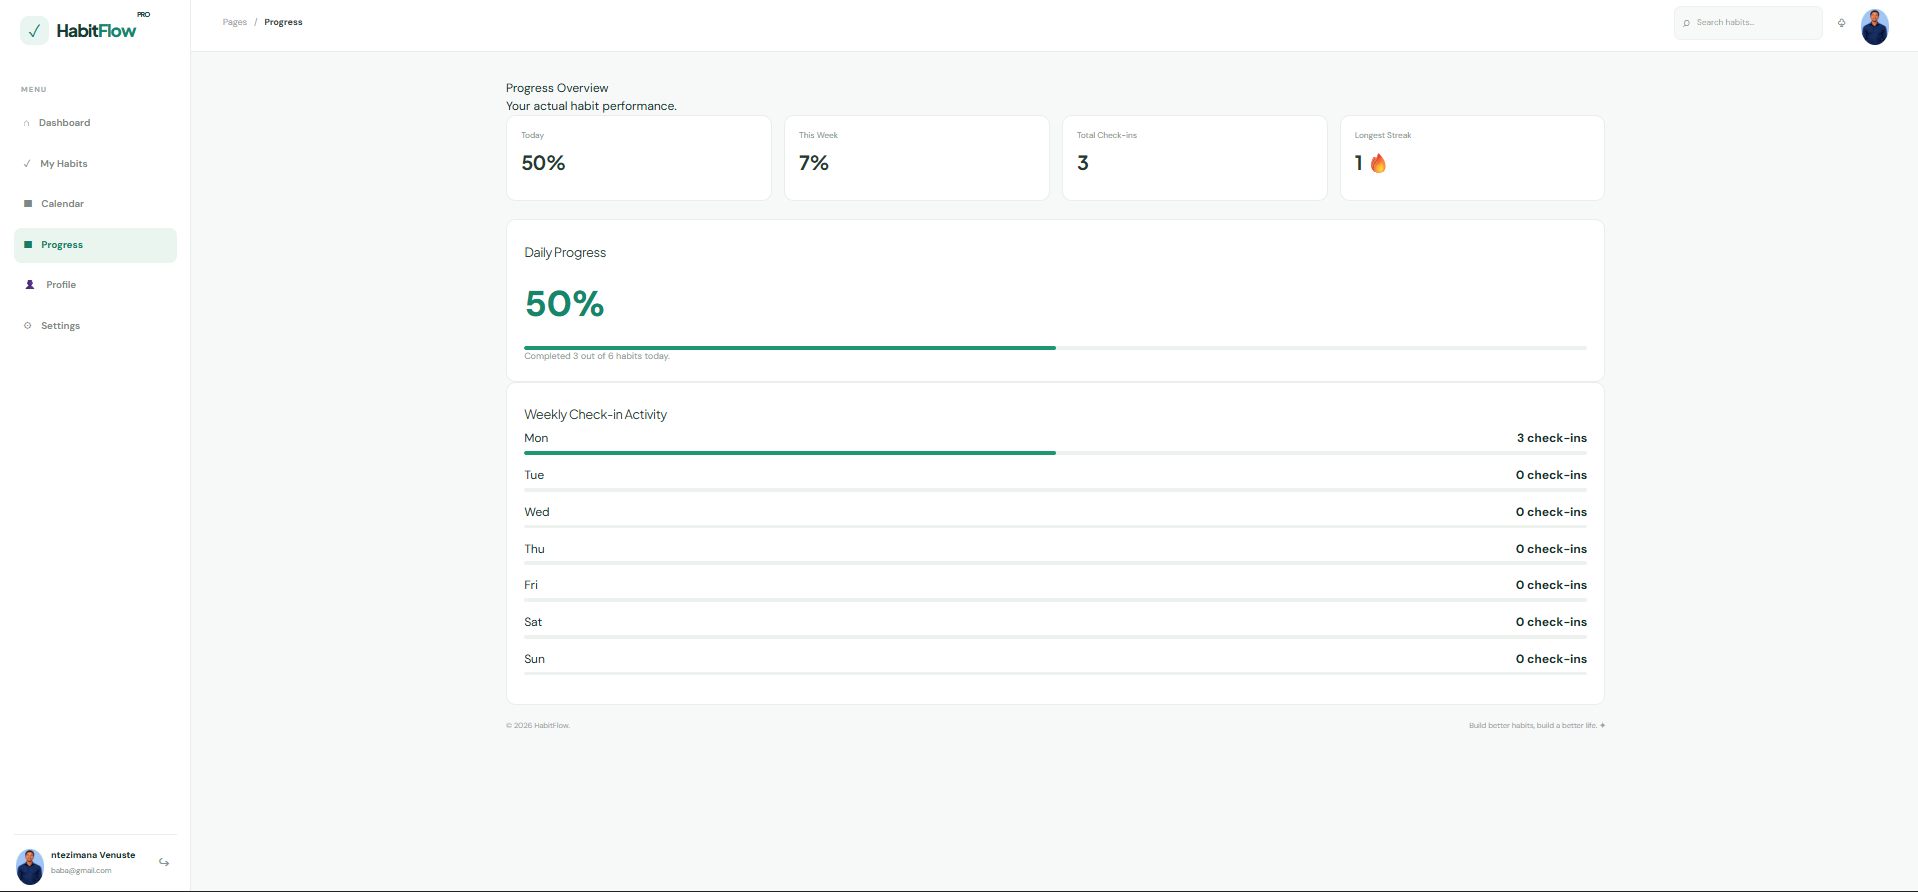 ✓ HabitFlow PRO
MENU
Dashboard
My Habits
Calendar
Progress
Profile
Settings
ntezimana Venuste
baba@gmail.com
Pages / Progress
Search habits...
Progress Overview
Your actual habit performance.
Today
50%
This Week
7%
Total Check-ins
3
Longest Streak
1 🔥
Daily Progress
50%
Completed 3 out of 6 habits today.
Weekly Check-in Activity
Mon 3 check-ins
Tue 0 check-ins
Wed 0 check-ins
Thu 0 check-ins
Fri 0 check-ins
Sat 0 check-ins
Sun 0 check-ins
© 2026 HabitFlow.
Build better habits, build a better life. ✦